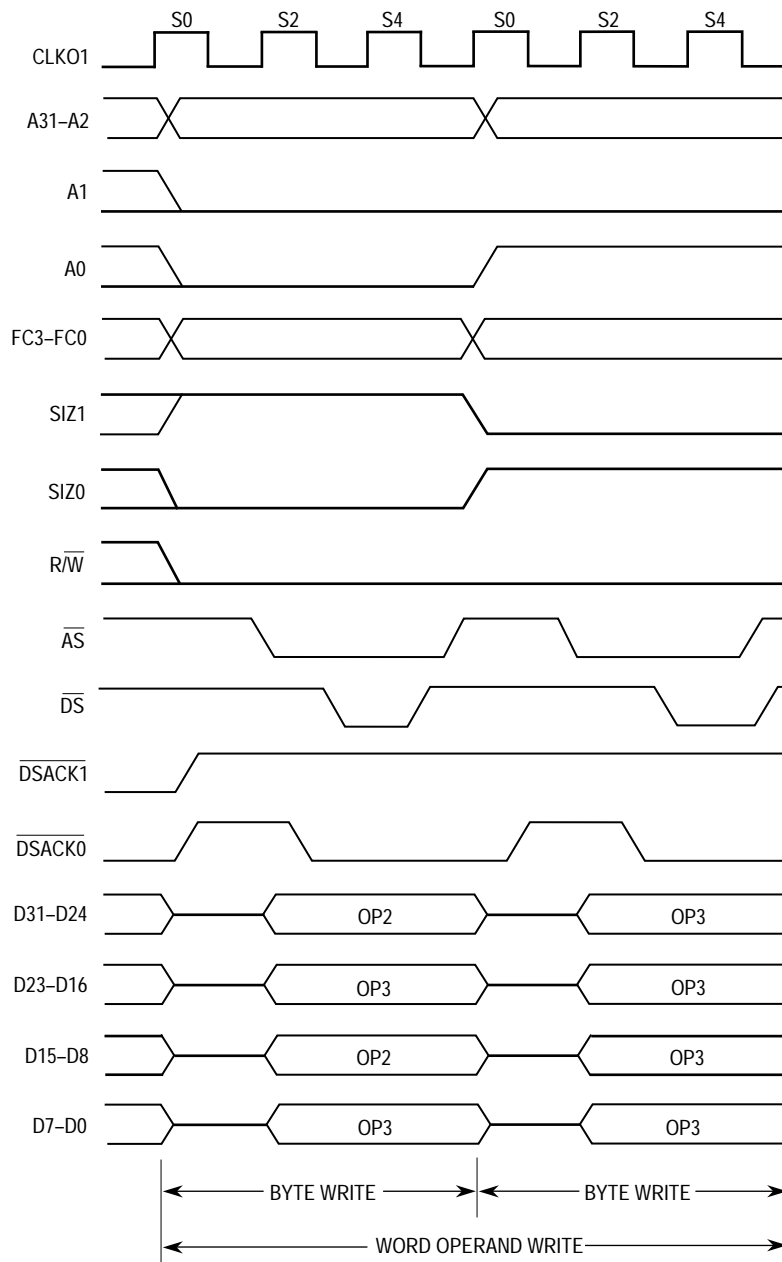 S0 S2 S4 S0 S2 S4
CLKO1
A31–A2
A1
A0
FC3–FC0
SIZ1
SIZ0
R/W
AS
DS
DSACK1
DSACK0
D31–D24 OP2 OP3
D23–D16 OP3 OP3
D15–D8 OP2 OP3
D7–D0 OP3 OP3
BYTE WRITE BYTE WRITE
WORD OPERAND WRITE